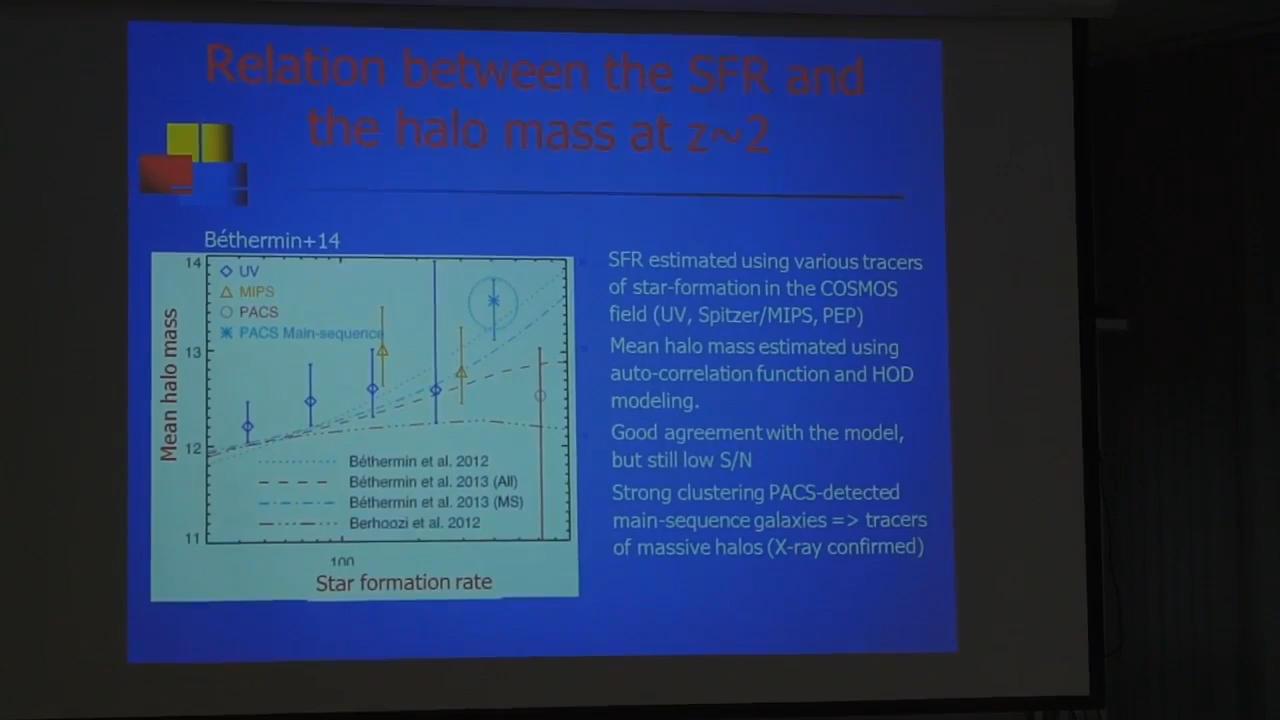 Relation between the SFR and
the halo mass at z~2
Béthermin+14
14
13
12
11
Mean halo mass
UV
MIPS
PACS
PACS Main-sequence
Béthermin et al. 2012
Béthermin et al. 2013 (All)
Béthermin et al. 2013 (MS)
Berhoozi et al. 2012
100
Star formation rate
SFR estimated using various tracers
of star-formation in the COSMOS
field (UV, Spitzer/MIPS, PEP)
Mean halo mass estimated using
auto-correlation function and HOD
modeling.
Good agreement with the model,
but still low S/N
Strong clustering PACS-detected
main-sequence galaxies => tracers
of massive halos (X-ray confirmed)